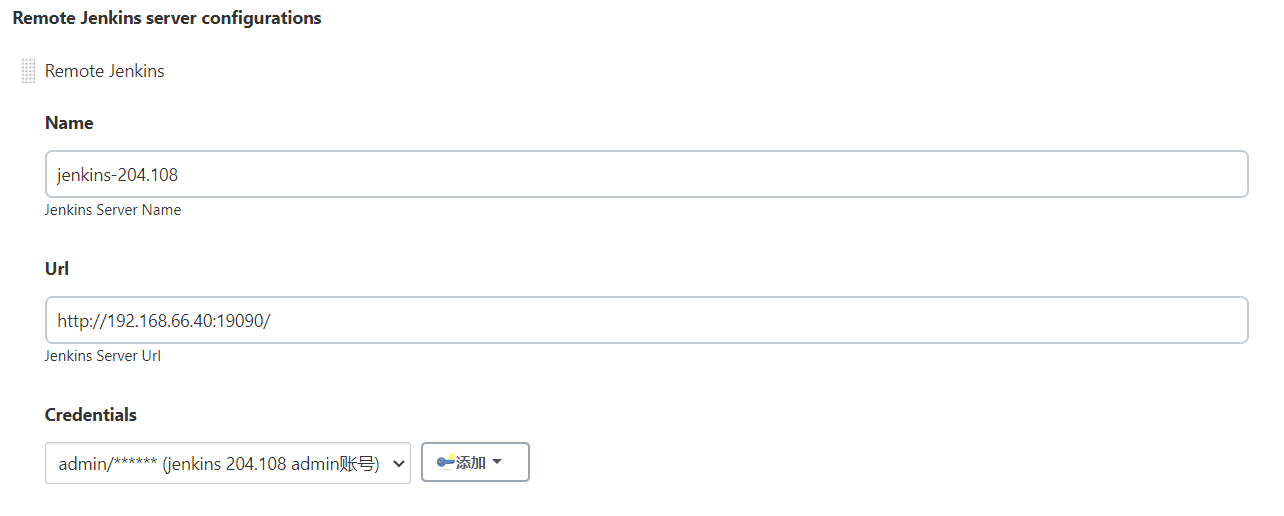 Remote Jenkins server configurations
Remote Jenkins
Name
jenkins-204.108
Jenkins Server Name
Url
http://192.168.66.40:19090/
Jenkins Server Url
Credentials
admin/****** (jenkins 204.108 admin账号) 添加